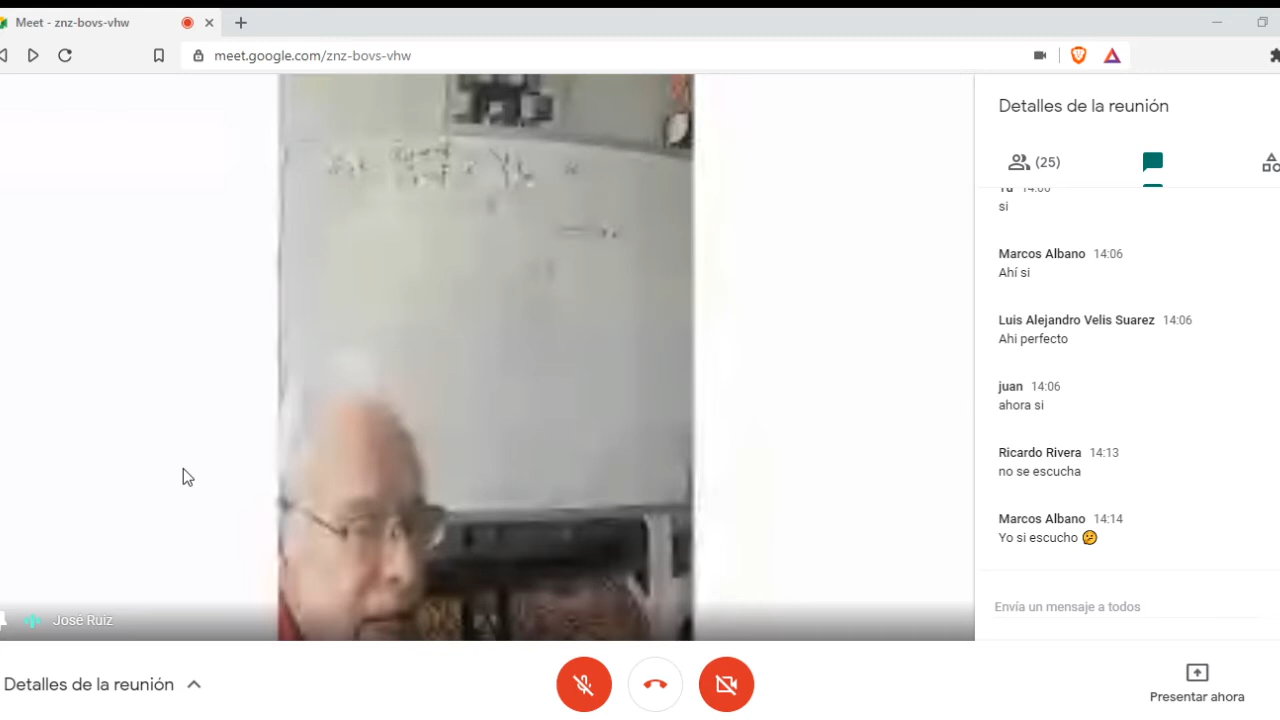 Meet - znz-bovs-vhw
meet.google.com/znz-bovs-vhw
Detalles de la reunión
(25)
14:06
si
Marcos Albano 14:06
Ahí si
Luis Alejandro Velis Suarez 14:06
Ahi perfecto
juan 14:06
ahora si
Ricardo Rivera 14:13
no se escucha
Marcos Albano 14:14
Yo si escucho 🤔
Envía un mensaje a todos
José Ruiz
Detalles de la reunión
Presentar ahora